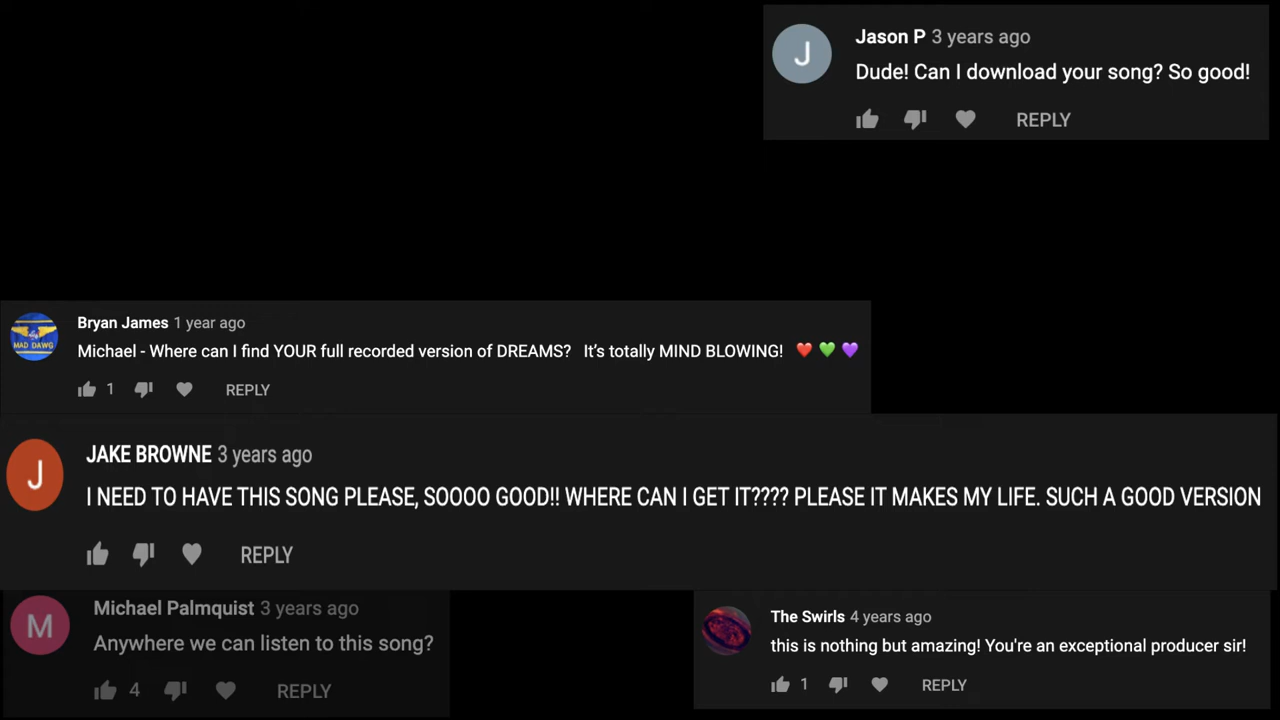 J
Jason P 3 years ago
Dude! Can I download your song? So good!
REPLY
MAD DAWG
Bryan James 1 year ago
Michael - Where can I find YOUR full recorded version of DREAMS? It's totally MIND BLOWING! ❤️ 💚 💜
1 REPLY
J
JAKE BROWNE 3 years ago
I NEED TO HAVE THIS SONG PLEASE, SOOOO GOOD!! WHERE CAN I GET IT???? PLEASE IT MAKES MY LIFE. SUCH A GOOD VERSION
REPLY
M
Michael Palmquist 3 years ago
Anywhere we can listen to this song?
4 REPLY
The Swirls 4 years ago
this is nothing but amazing! You're an exceptional producer sir!
1 REPLY